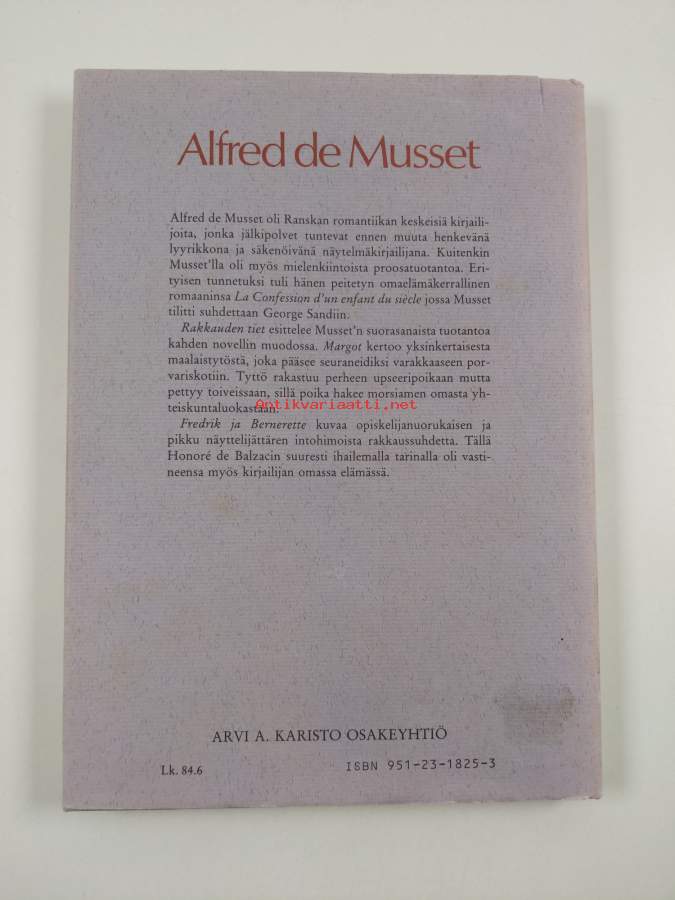 Alfred de Musset
Alfred de Musset oli Ranskan romantiikan keskeisiä kirjaili-
joita, jonka jälkipolvet tuntevat ennen muuta henkevänä
lyyrikkona ja säkenöivänä näytelmäkirjailijana. Kuitenkin
Musset'lla oli myös mielenkiintoista proosatuotantoa. Eri-
tyisen tunnetuksi tuli hänen peitetyn omaelämäkerrallinen
romaaninsa La Confession d'un enfant du siècle jossa Musset
tilitti suhdettaan George Sandiin.
Rakkauden tiet esittelee Musset'n suorasanaista tuotantoa
kahden novellin muodossa. Margot kertoo yksinkertaisesta
maalaistytöstä, joka pääsee seuraneidiksi varakkaaseen por-
variskotiin. Tyttö rakastuu perheen upseeripoikaan mutta
pettyy toiveissaan, sillä poika hakee morsiamen omasta yh-
teiskuntaluokastaan.
Antikvariaatti.net
Fredrik ja Bernerette kuvaa opiskelijanuorukaisen ja
pikku näyttelijättären intohimoista rakkaussuhdetta. Tällä
Honoré de Balzacin suuresti ihailemalla tarinalla oli vasti-
neensa myös kirjailijan omassa elämässä.
ARVI A. KARISTO OSAKEYHTIÖ
Lk. 84.6 ISBN 951-23-1825-3